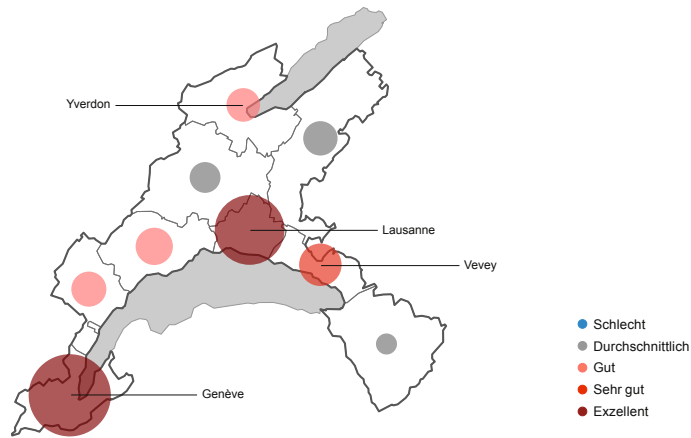 Yverdon
Lausanne
Vevey
Genève
Schlecht
Durchschnittlich
Gut
Sehr gut
Exzellent